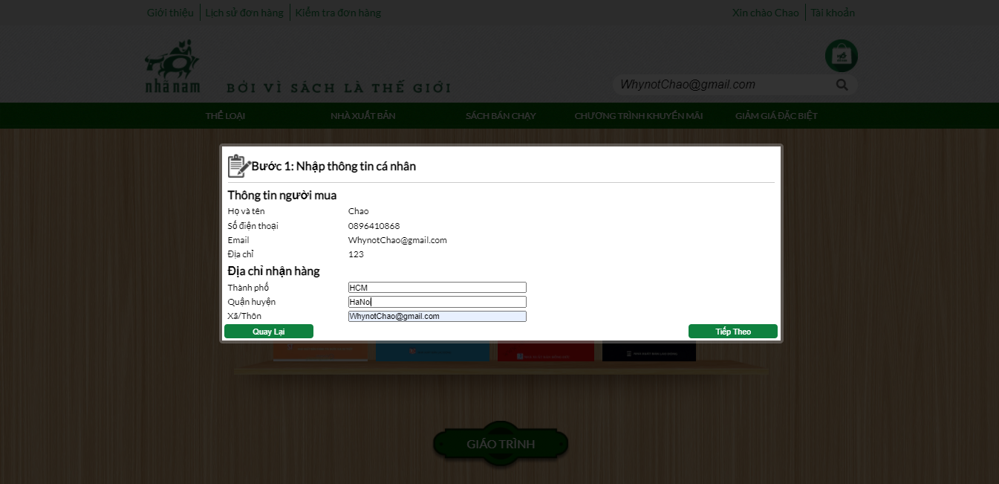 Giới thiệu Lịch sử đơn hàng Kiểm tra đơn hàng Xin chào Chao Tài khoản
nhã nam BỞI VÌ SÁCH LÀ THẾ GIỚI
WhynotChao@gmail.com
THỂ LOẠI NHÀ XUẤT BẢN SÁCH BÁN CHẠY CHƯƠNG TRÌNH KHUYẾN MÃI GIẢM GIÁ ĐẶC BIỆT
Bước 1: Nhập thông tin cá nhân
Thông tin người mua
Họ và tên Chao
Số điện thoại 0896410868
Email WhynotChao@gmail.com
Địa chỉ 123
Địa chỉ nhận hàng
Thành phố HCM
Quận huyện HaNoi
Xã/Thôn WhynotChao@gmail.com
Quay Lại Tiếp Theo
GIÁO TRÌNH